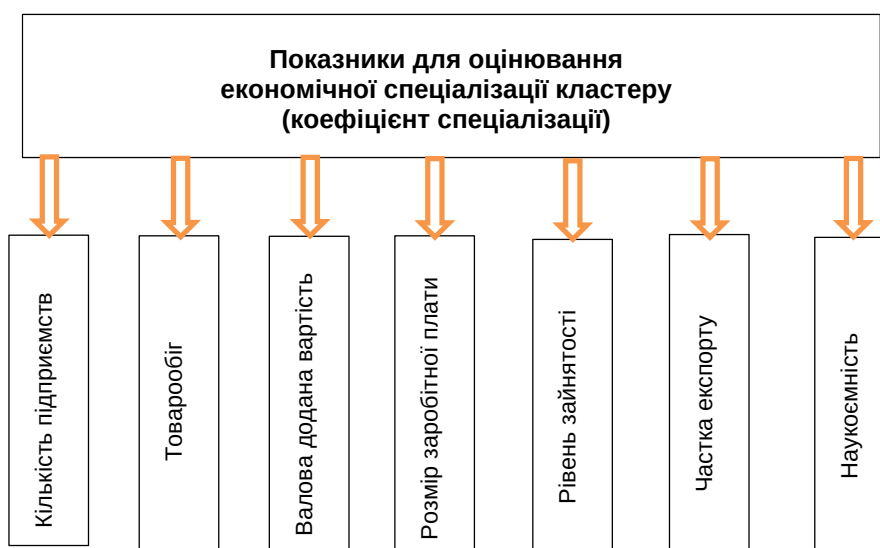 Показники для оцінювання
економічної спеціалізації кластеру
(коефіцієнт спеціалізації)
Кількість підприємств
Товарообіг
Валова додана вартість
Розмір заробітної плати
Рівень зайнятості
Частка експорту
Наукоємність